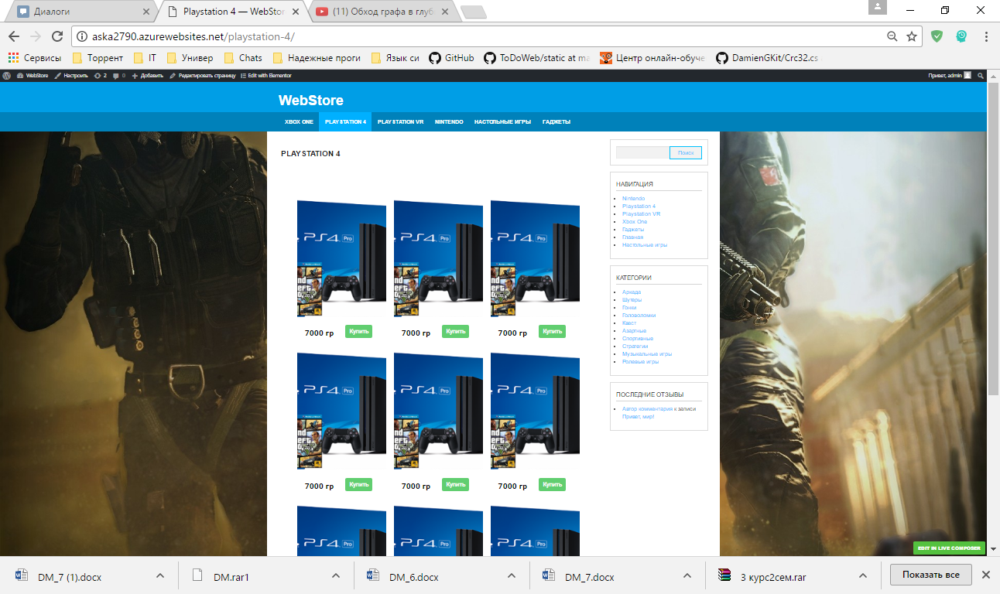 Диалоги
Playstation 4 — WebStor
(11) Обход графа в глуб
aska2790.azurewebsites.net/playstation-4/
Сервисы Торрент IT Универ Chats Надежные проги Язык си GitHub ToDoWeb/static at ma Центр онлайн-обуче DamienGKit/Crc32.cs
WebStore Настроить 2 0 Добавить Редактировать страницу Edit with Elementor Привет, admin
WebStore
XBOX ONE PLAYSTATION 4 PLAYSTATION VR NINTENDO НАСТОЛЬНЫЕ ИГРЫ ГАДЖЕТЫ
PLAYSTATION 4
PS4 Pro PS4 Pro PS4 Pro
7000 гр Купить 7000 гр Купить 7000 гр Купить
PS4 Pro PS4 Pro PS4 Pro
7000 гр Купить 7000 гр Купить 7000 гр Купить
PS4 Pro PS4 Pro PS4 Pro
Поиск
НАВИГАЦИЯ
Nintendo
Playstation 4
Playstation VR
Xbox One
Гаджеты
Главная
Настольные игры
КАТЕГОРИИ
Аркада
Шутеры
Гонки
Головоломки
Квест
Азартные
Спортивные
Стратегии
Музыкальные игры
Ролевые игры
ПОСЛЕДНИЕ ОТЗЫВЫ
Автор комментария к записи
Привет, мир!
EDIT IN LIVE COMPOSER
DM_7 (1).docx DM.rar1 DM_6.docx DM_7.docx 3 курс2сем.rar Показать все